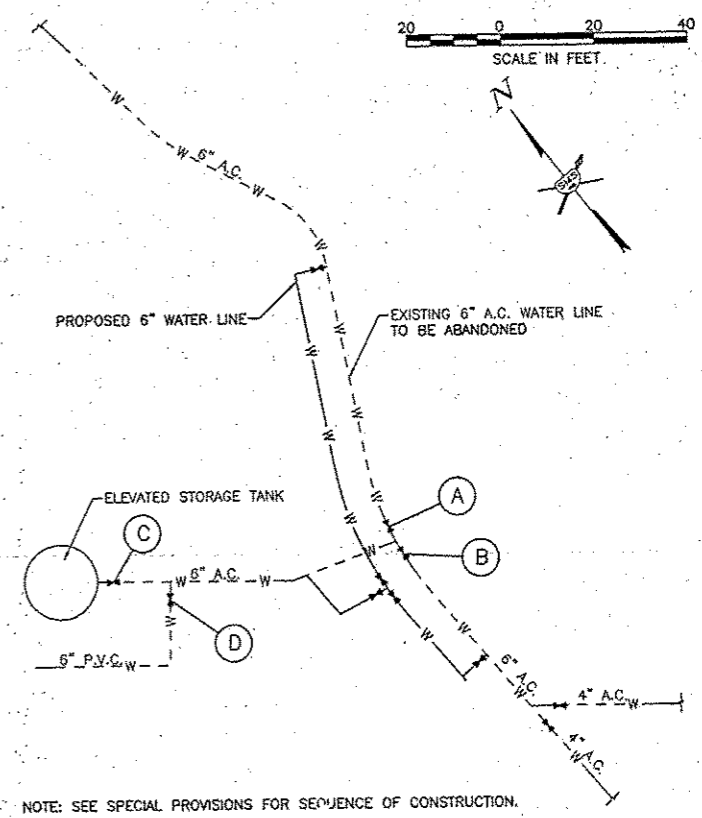 20 0 20 40
SCALE IN FEET
N
W
W
6" A.C.
W
W
PROPOSED 6" WATER LINE
EXISTING 6" A.C. WATER LINE
TO BE ABANDONED
W
W
W
W
W
W
W
W
A
ELEVATED STORAGE TANK
C
W
B
W
6" A.C.
W
W
D
W
W
6" P.V.C.
W
6" A.C.
W
4" A.C.
W
4" A.C.
W
NOTE: SEE SPECIAL PROVISIONS FOR SEQUENCE OF CONSTRUCTION.